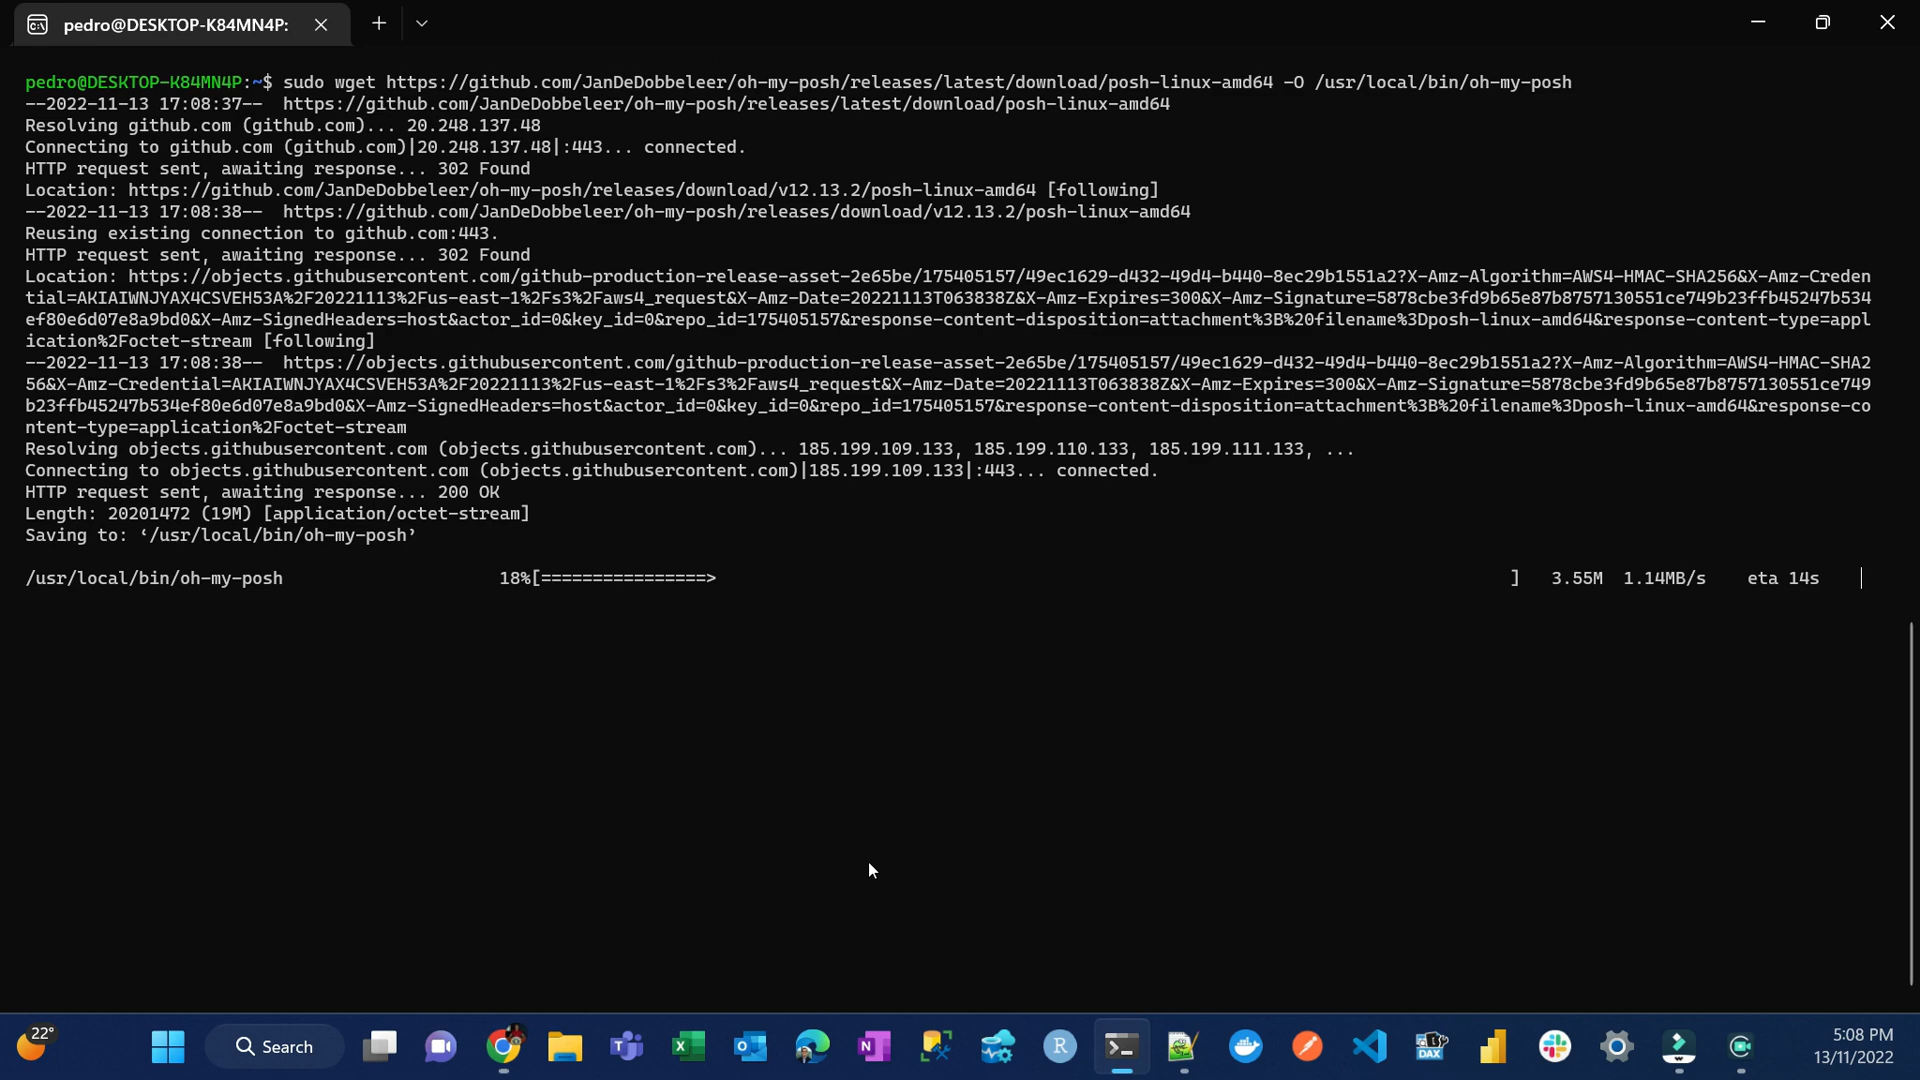 pedro@DESKTOP-K84MN4P:
pedro@DESKTOP-K84MN4P:~$ sudo wget https://github.com/JanDeDobbeleer/oh-my-posh/releases/latest/download/posh-linux-amd64 -O /usr/local/bin/oh-my-posh
--2022-11-13 17:08:37--  https://github.com/JanDeDobbeleer/oh-my-posh/releases/latest/download/posh-linux-amd64
Resolving github.com (github.com)... 20.248.137.48
Connecting to github.com (github.com)|20.248.137.48|:443... connected.
HTTP request sent, awaiting response... 302 Found
Location: https://github.com/JanDeDobbeleer/oh-my-posh/releases/download/v12.13.2/posh-linux-amd64 [following]
--2022-11-13 17:08:38--  https://github.com/JanDeDobbeleer/oh-my-posh/releases/download/v12.13.2/posh-linux-amd64
Reusing existing connection to github.com:443.
HTTP request sent, awaiting response... 302 Found
Location: https://objects.githubusercontent.com/github-production-release-asset-2e65be/175405157/49ec1629-d432-49d4-b440-8ec29b1551a2?X-Amz-Algorithm=AWS4-HMAC-SHA256&X-Amz-Creden
tial=AKIAIWNJYAX4CSVEH53A%2F20221113%2Fus-east-1%2Fs3%2Faws4_request&X-Amz-Date=20221113T063838Z&X-Amz-Expires=300&X-Amz-Signature=5878cbe3fd9b65e87b8757130551ce749b23ffb45247b534
ef80e6d07e8a9bd0&X-Amz-SignedHeaders=host&actor_id=0&key_id=0&repo_id=175405157&response-content-disposition=attachment%3B%20filename%3Dposh-linux-amd64&response-content-type=appl
ication%2Foctet-stream [following]
--2022-11-13 17:08:38--  https://objects.githubusercontent.com/github-production-release-asset-2e65be/175405157/49ec1629-d432-49d4-b440-8ec29b1551a2?X-Amz-Algorithm=AWS4-HMAC-SHA2
56&X-Amz-Credential=AKIAIWNJYAX4CSVEH53A%2F20221113%2Fus-east-1%2Fs3%2Faws4_request&X-Amz-Date=20221113T063838Z&X-Amz-Expires=300&X-Amz-Signature=5878cbe3fd9b65e87b8757130551ce749
b23ffb45247b534ef80e6d07e8a9bd0&X-Amz-SignedHeaders=host&actor_id=0&key_id=0&repo_id=175405157&response-content-disposition=attachment%3B%20filename%3Dposh-linux-amd64&response-co
ntent-type=application%2Foctet-stream
Resolving objects.githubusercontent.com (objects.githubusercontent.com)... 185.199.109.133, 185.199.110.133, 185.199.111.133, ...
Connecting to objects.githubusercontent.com (objects.githubusercontent.com)|185.199.109.133|:443... connected.
HTTP request sent, awaiting response... 200 OK
Length: 20201472 (19M) [application/octet-stream]
Saving to: ‘/usr/local/bin/oh-my-posh’
/usr/local/bin/oh-my-posh 18%[================> ] 3.55M 1.14MB/s eta 14s
22°
Search
N
R
DAX
5:08 PM
13/11/2022